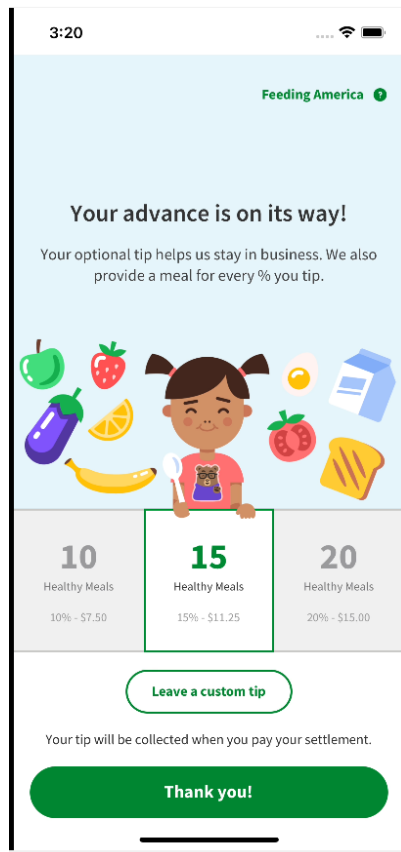 3:20
Feeding America ?
Your advance is on its way!
Your optional tip helps us stay in business. We also
provide a meal for every % you tip.
10
Healthy Meals
10% - $7.50
15
Healthy Meals
15% - $11.25
20
Healthy Meals
20% - $15.00
Leave a custom tip
Your tip will be collected when you pay your settlement.
Thank you!